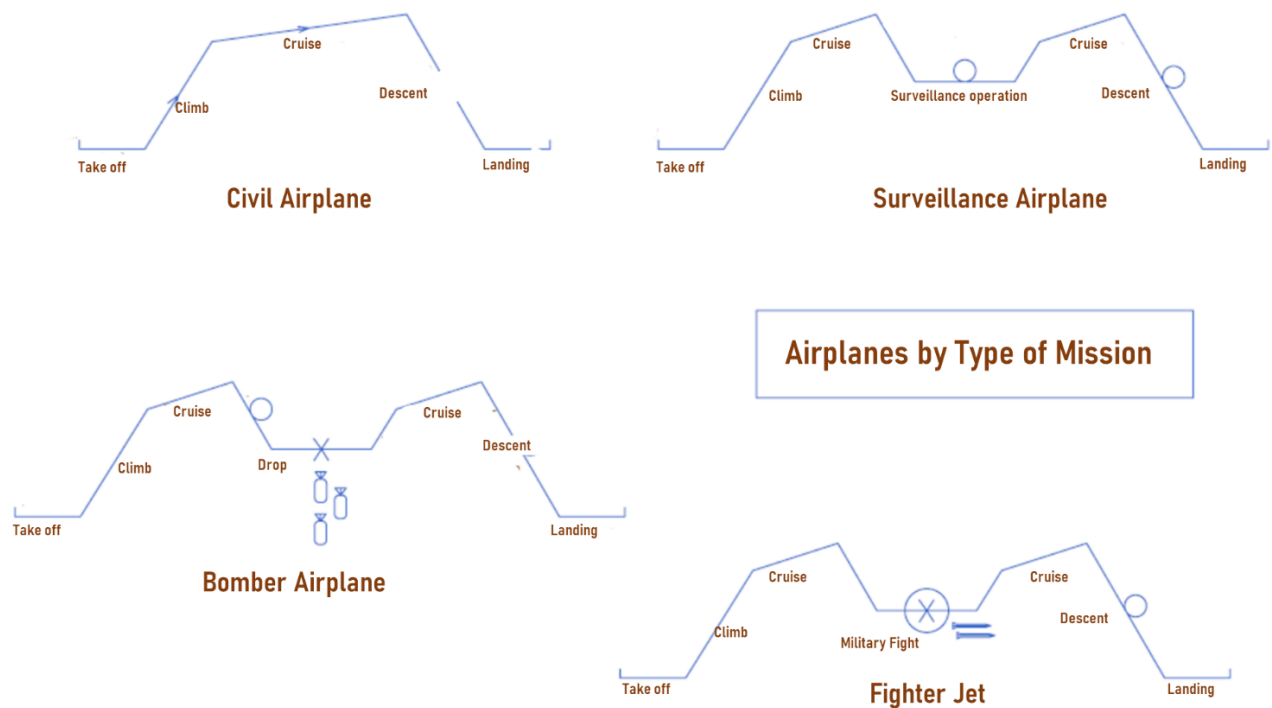 Cruise
Climb
Descent
Take off
Landing
Civil Airplane
Cruise
Cruise
Climb
Surveillance operation
Descent
Take off
Landing
Surveillance Airplane
Airplanes by Type of Mission
Cruise
Cruise
Climb
Drop
Descent
Take off
Landing
Bomber Airplane
Cruise
Cruise
Climb
Military Fight
Descent
Take off
Landing
Fighter Jet